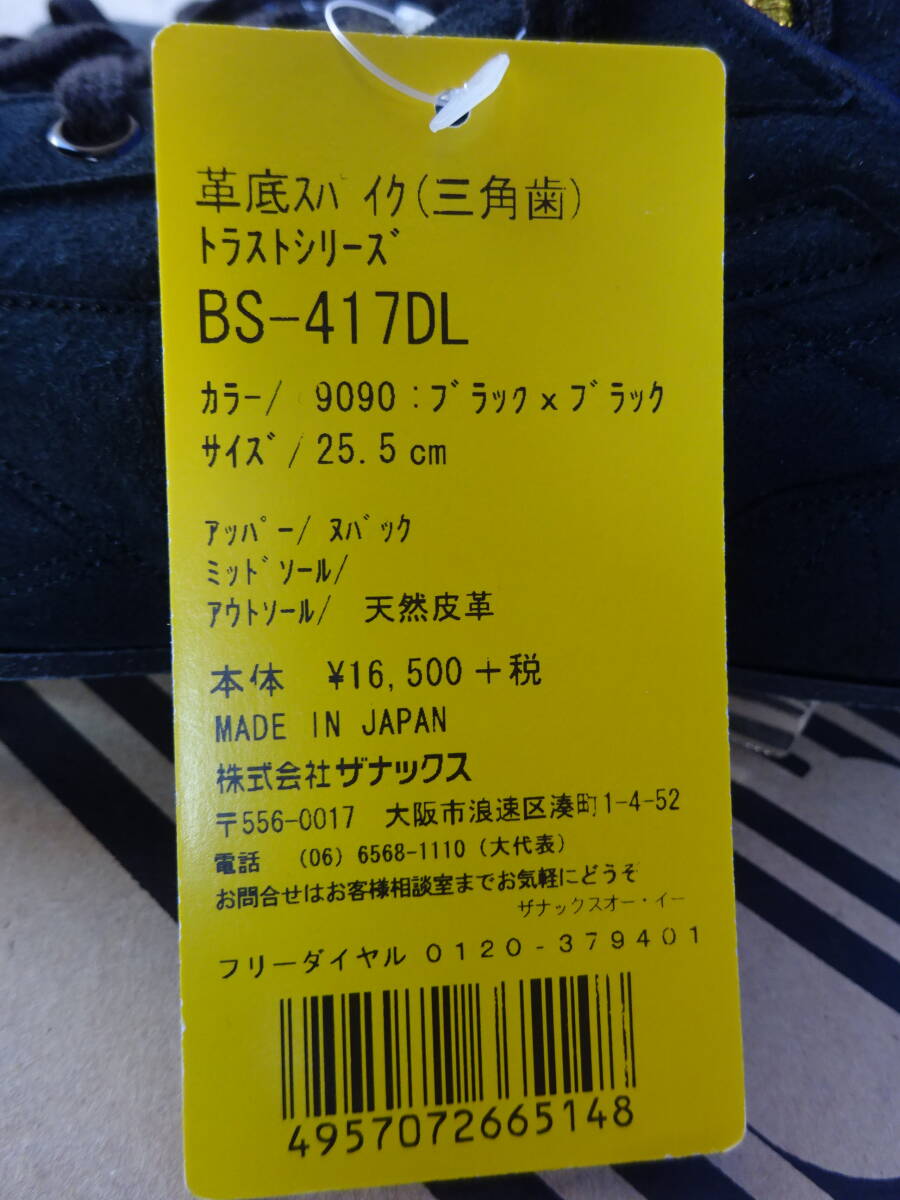 革底ｽﾊﾟｲｸ(三角歯)
ﾄﾗｽﾄｼﾘｰｽﾞ
BS-417DL
ｶﾗｰ/ 9090:ﾌﾞﾗｯｸxﾌﾞﾗｯｸ
ｻｲｽﾞ/25.5cm
ｱｯﾊﾟｰ/ ﾇﾊﾞｯｸ
ﾐｯﾄﾞｿｰﾙ/
ｱｳﾄｿｰﾙ/ 天然皮革
本体 ¥16,500+税
MADE IN JAPAN
株式会社ザナックス
〒556-0017 大阪市浪速区湊町1-4-52
電話 (06)6568-1110(大代表)
お問合せはお客様相談室までお気軽にどうぞ
ザナックスオー・イー
フリーダイヤル 0120-379401
4957072665148